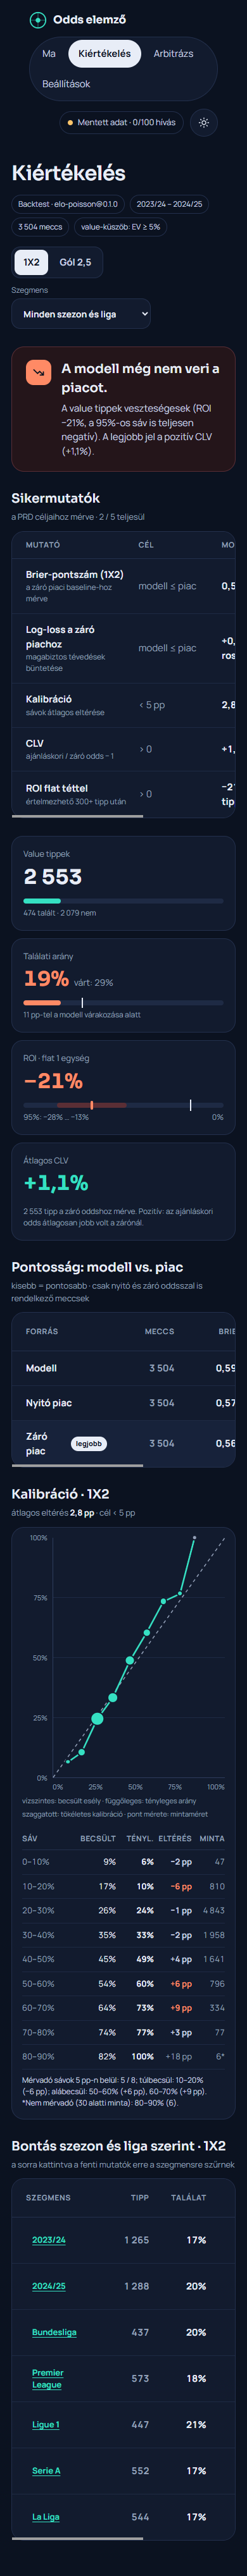 Odds elemző
Ma
Kiértékelés
Arbitrázs
Beállítások
Mentett adat · 0/100 hívás
Kiértékelés
Backtest · elo-poisson@0.1.0
2023/24 – 2024/25
3 504 meccs
value-küszöb: EV ≥ 5%
1X2
Gól 2,5
Szegmens
Minden szezon és liga
A modell még nem veri a
piacot.
A value tippek veszteségesek (ROI
−21%, a 95%-os sáv is teljesen
negatív). A legjobb jel a pozitív CLV
(+1,1%).
Sikermutatók
a PRD céljaihoz mérve · 2 / 5 teljesül
MUTATÓ
CÉL
Brier-pontszám (1X2)
a záró piaci baseline-hoz
mérve
modell ≤ piac
Log-loss a záró
piachoz
magabiztos tévedések
büntetése
modell ≤ piac
Kalibráció
sávok átlagos eltérése
< 5 pp
CLV
ajánláskori / záró odds − 1
> 0
ROI flat téttel
értelmezhető 300+ tipp után
> 0
Value tippek
2 553
474 talált · 2 079 nem
Találati arány
19% várt: 29%
11 pp-tel a modell várakozása alatt
ROI · flat 1 egység
−21%
95%: −28% … −13%
0%
Átlagos CLV
+1,1%
2 553 tipp a záró oddshoz mérve. Pozitív: az ajánláskori
odds átlagosan jobb volt a zárónál.
Pontosság: modell vs. piac
kisebb = pontosabb · csak nyitó és záró oddsszal is
rendelkező meccsek
FORRÁS
MECCS
Modell
3 504
Nyitó piac
3 504
Záró
piac
legjobb
3 504
Kalibráció · 1X2
átlagos eltérés 2,8 pp · cél < 5 pp
100%
75%
50%
25%
0%
0%
25%
50%
75%
100%
vízszintes: becsült esély · függőleges: tényleges arány
szaggatott: tökéletes kalibráció · pont mérete: mintaméret
SÁV BECSÜLT TÉNYL. ELTÉRÉS MINTA
0–10% 9% 6% −2 pp 47
10–20% 17% 10% −6 pp 810
20–30% 26% 24% −1 pp 4 843
30–40% 35% 33% −2 pp 1 958
40–50% 45% 49% +4 pp 1 641
50–60% 54% 60% +6 pp 796
60–70% 64% 73% +9 pp 334
70–80% 74% 77% +3 pp 77
80–90% 82% 100% +18 pp 6*
Mérvadó sávok 5 pp-n belül: 5 / 8; túlbecsül: 10–20%
(−6 pp); alábecsül: 50–60% (+6 pp), 60–70% (+9 pp).
*Nem mérvadó (30 alatti minta): 80–90% (6).
Bontás szezon és liga szerint · 1X2
a sorra kattintva a fenti mutatók erre a szegmensre szűrnek
SZEGMENS TIPP TALÁLAT
2023/24 1 265 17%
2024/25 1 288 20%
Bundesliga 437 20%
Premier
League
573 18%
Ligue 1 447 21%
Serie A 552 17%
La Liga 544 17%